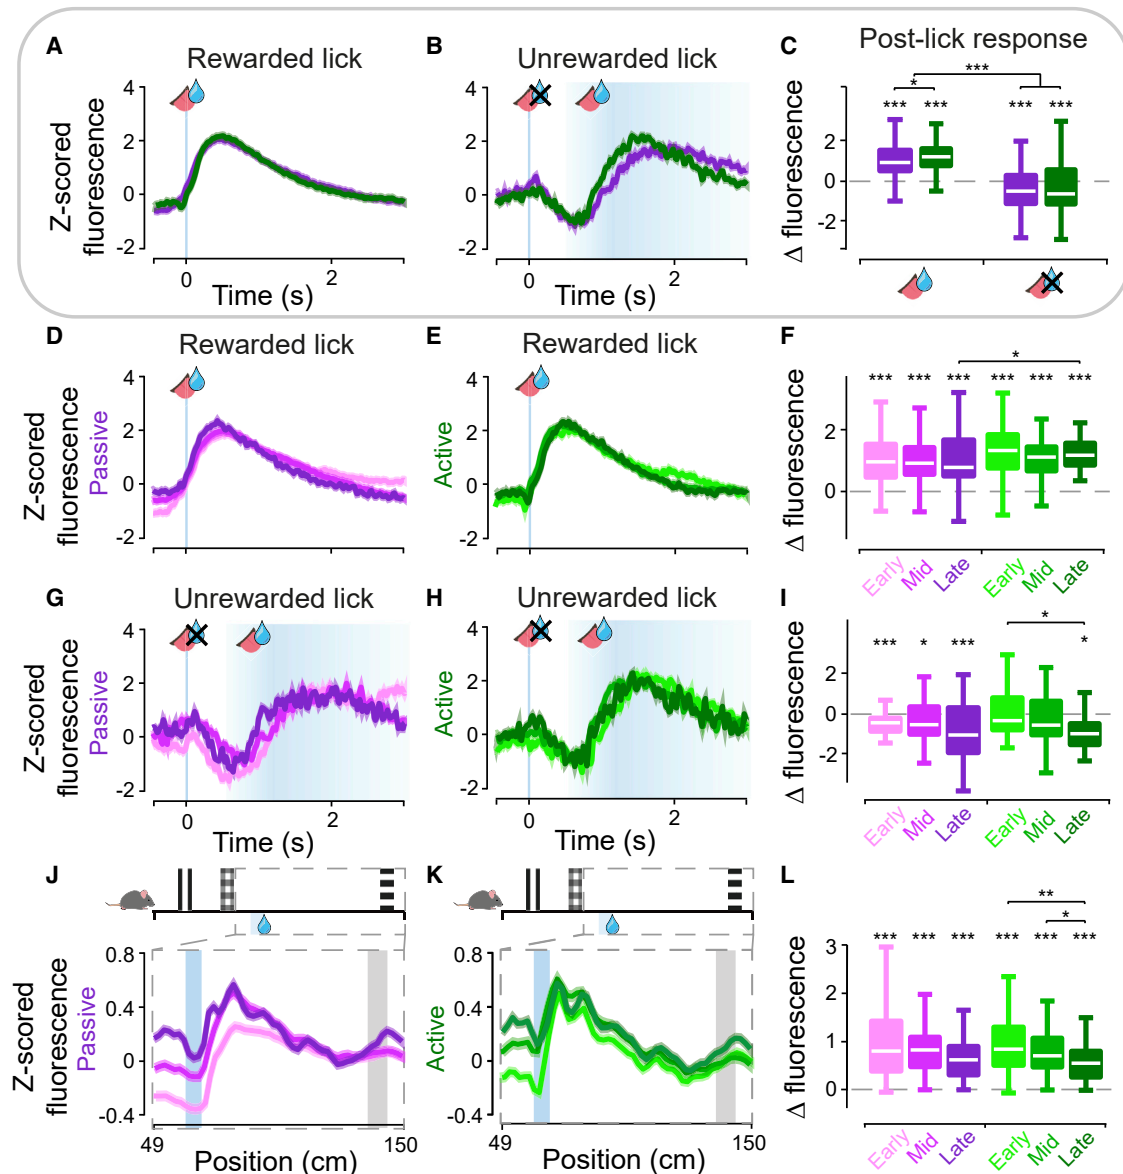 A
Rewarded lick
B
Unrewarded lick
C
Post-lick response
Z-scored
fluorescence
4
2
0
-2
0
2
Time (s)
4
2
0
-2
0
2
Time (s)
Δ fluorescence
2
0
-2
***
*
*** ***
*** ***
D
Rewarded lick
E
Rewarded lick
F
Z-scored
fluorescence
Passive
4
2
0
-2
Active
4
2
0
-2
Δ fluorescence
2
0
*
*** *** *** *** *** ***
Early Mid Late Early Mid Late
G
Unrewarded lick
H
Unrewarded lick
I
Z-scored
fluorescence
Passive
4
2
0
-2
0
2
Time (s)
Active
4
2
0
-2
0
2
Time (s)
Δ fluorescence
2
0
-2
*
*** * *** *
Early Mid Late Early Mid Late
J
K
L
Z-scored
fluorescence
Passive
0.8
0.4
0
-0.4
49
150
Position (cm)
Active
0.8
0.4
0
-0.4
49
150
Position (cm)
Δ fluorescence
3
2
1
0
**
*
*** *** *** *** *** ***
Early Mid Late Early Mid Late